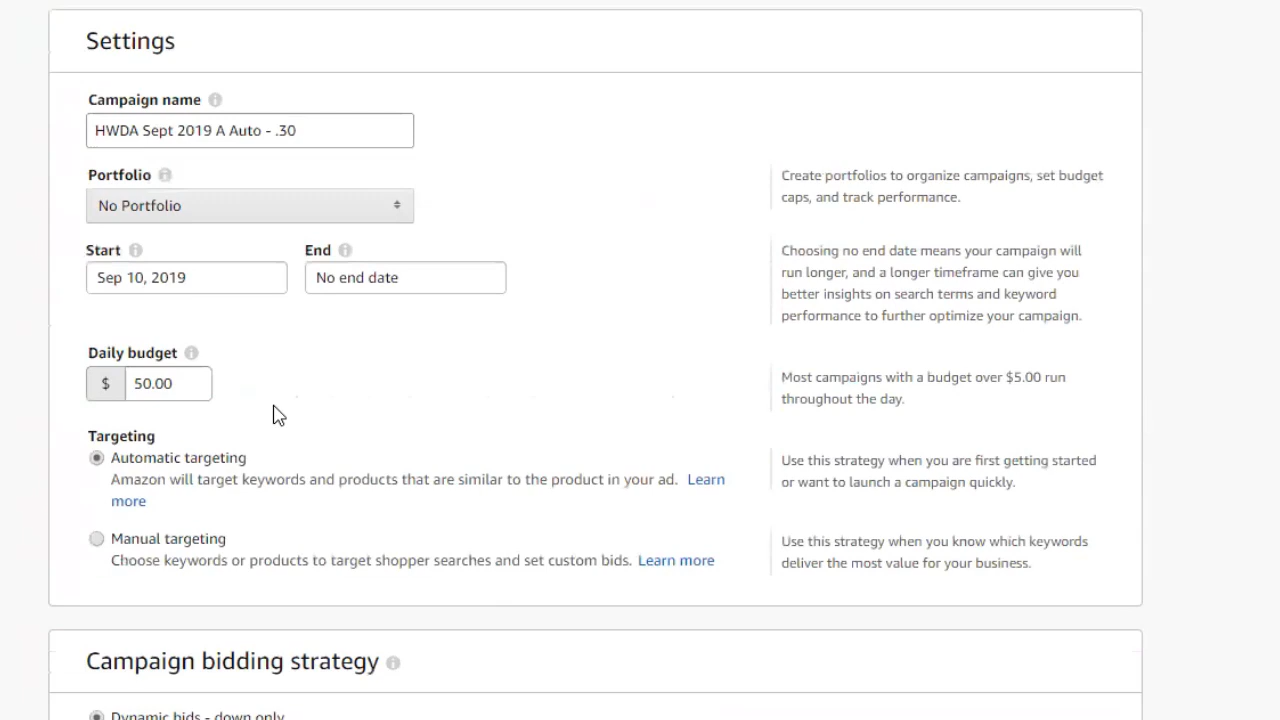 Settings
Campaign name
HWDA Sept 2019 A Auto - .30
Portfolio
No Portfolio
Create portfolios to organize campaigns, set budget
caps, and track performance.
Start
End
Sep 10, 2019
No end date
Choosing no end date means your campaign will
run longer, and a longer timeframe can give you
better insights on search terms and keyword
performance to further optimize your campaign.
Daily budget
$ 50.00
Most campaigns with a budget over $5.00 run
throughout the day.
Targeting
Automatic targeting
Amazon will target keywords and products that are similar to the product in your ad. Learn
more
Use this strategy when you are first getting started
or want to launch a campaign quickly.
Manual targeting
Choose keywords or products to target shopper searches and set custom bids. Learn more
Use this strategy when you know which keywords
deliver the most value for your business.
Campaign bidding strategy
Dynamic bids - down only